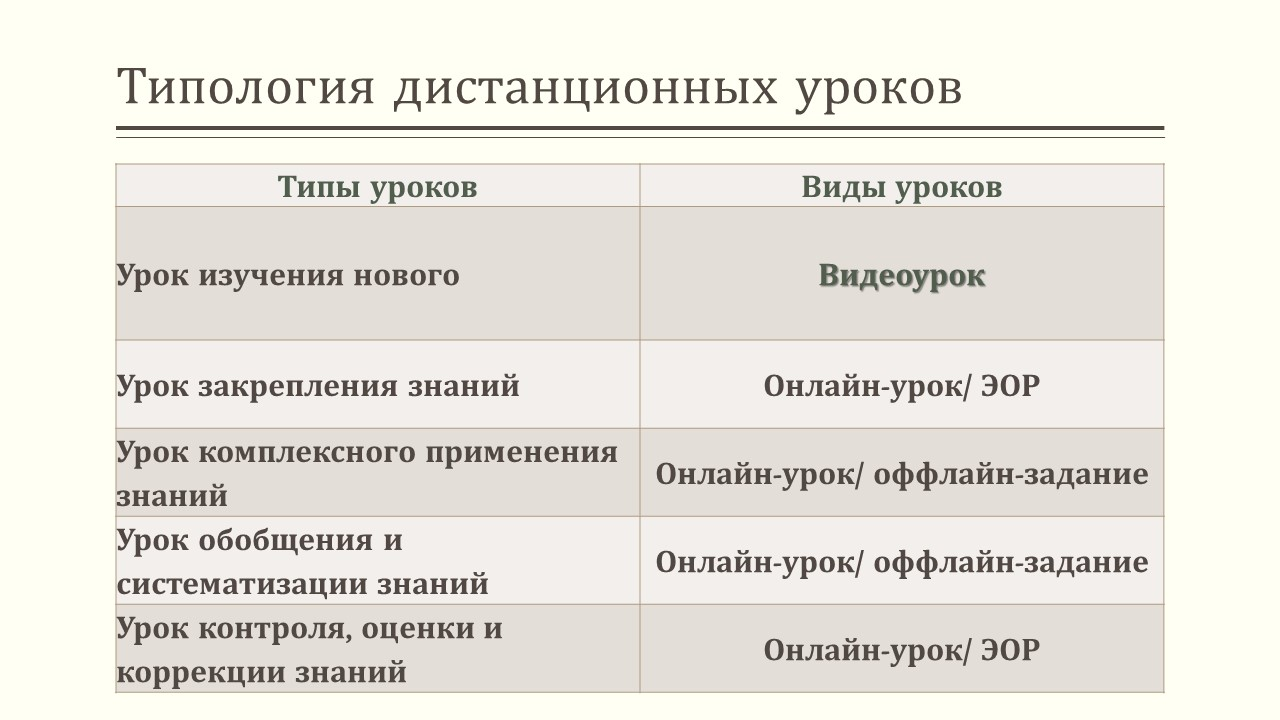 Типология дистанционных уроков
Типы уроков
Виды уроков
Урок изучения нового
Видеоурок
Урок закрепления знаний
Онлайн-урок/ ЭОР
Урок комплексного применения
знаний
Онлайн-урок/ оффлайн-задание
Урок обобщения и
систематизации знаний
Онлайн-урок/ оффлайн-задание
Урок контроля, оценки и
коррекции знаний
Онлайн-урок/ ЭОР